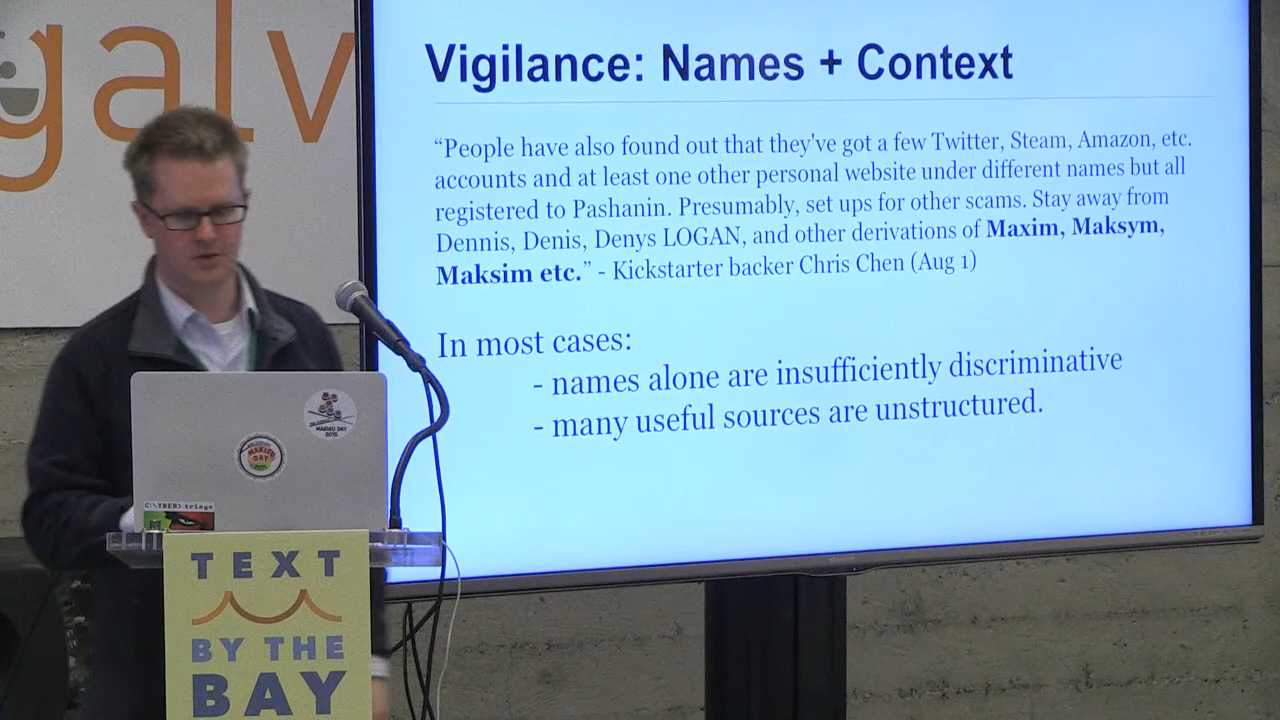 galv
Vigilance: Names + Context
“People have also found out that they've got a few Twitter, Steam, Amazon, etc.
accounts and at least one other personal website under different names but all
registered to Pashanin. Presumably, set ups for other scams. Stay away from
Dennis, Denis, Denys LOGAN, and other derivations of Maxim, Maksym,
Maksim etc.” - Kickstarter backer Chris Chen (Aug 1)
In most cases:
- names alone are insufficiently discriminative
- many useful sources are unstructured.
MAKIFU DAY
2015
TEXT
BY THE
BAY